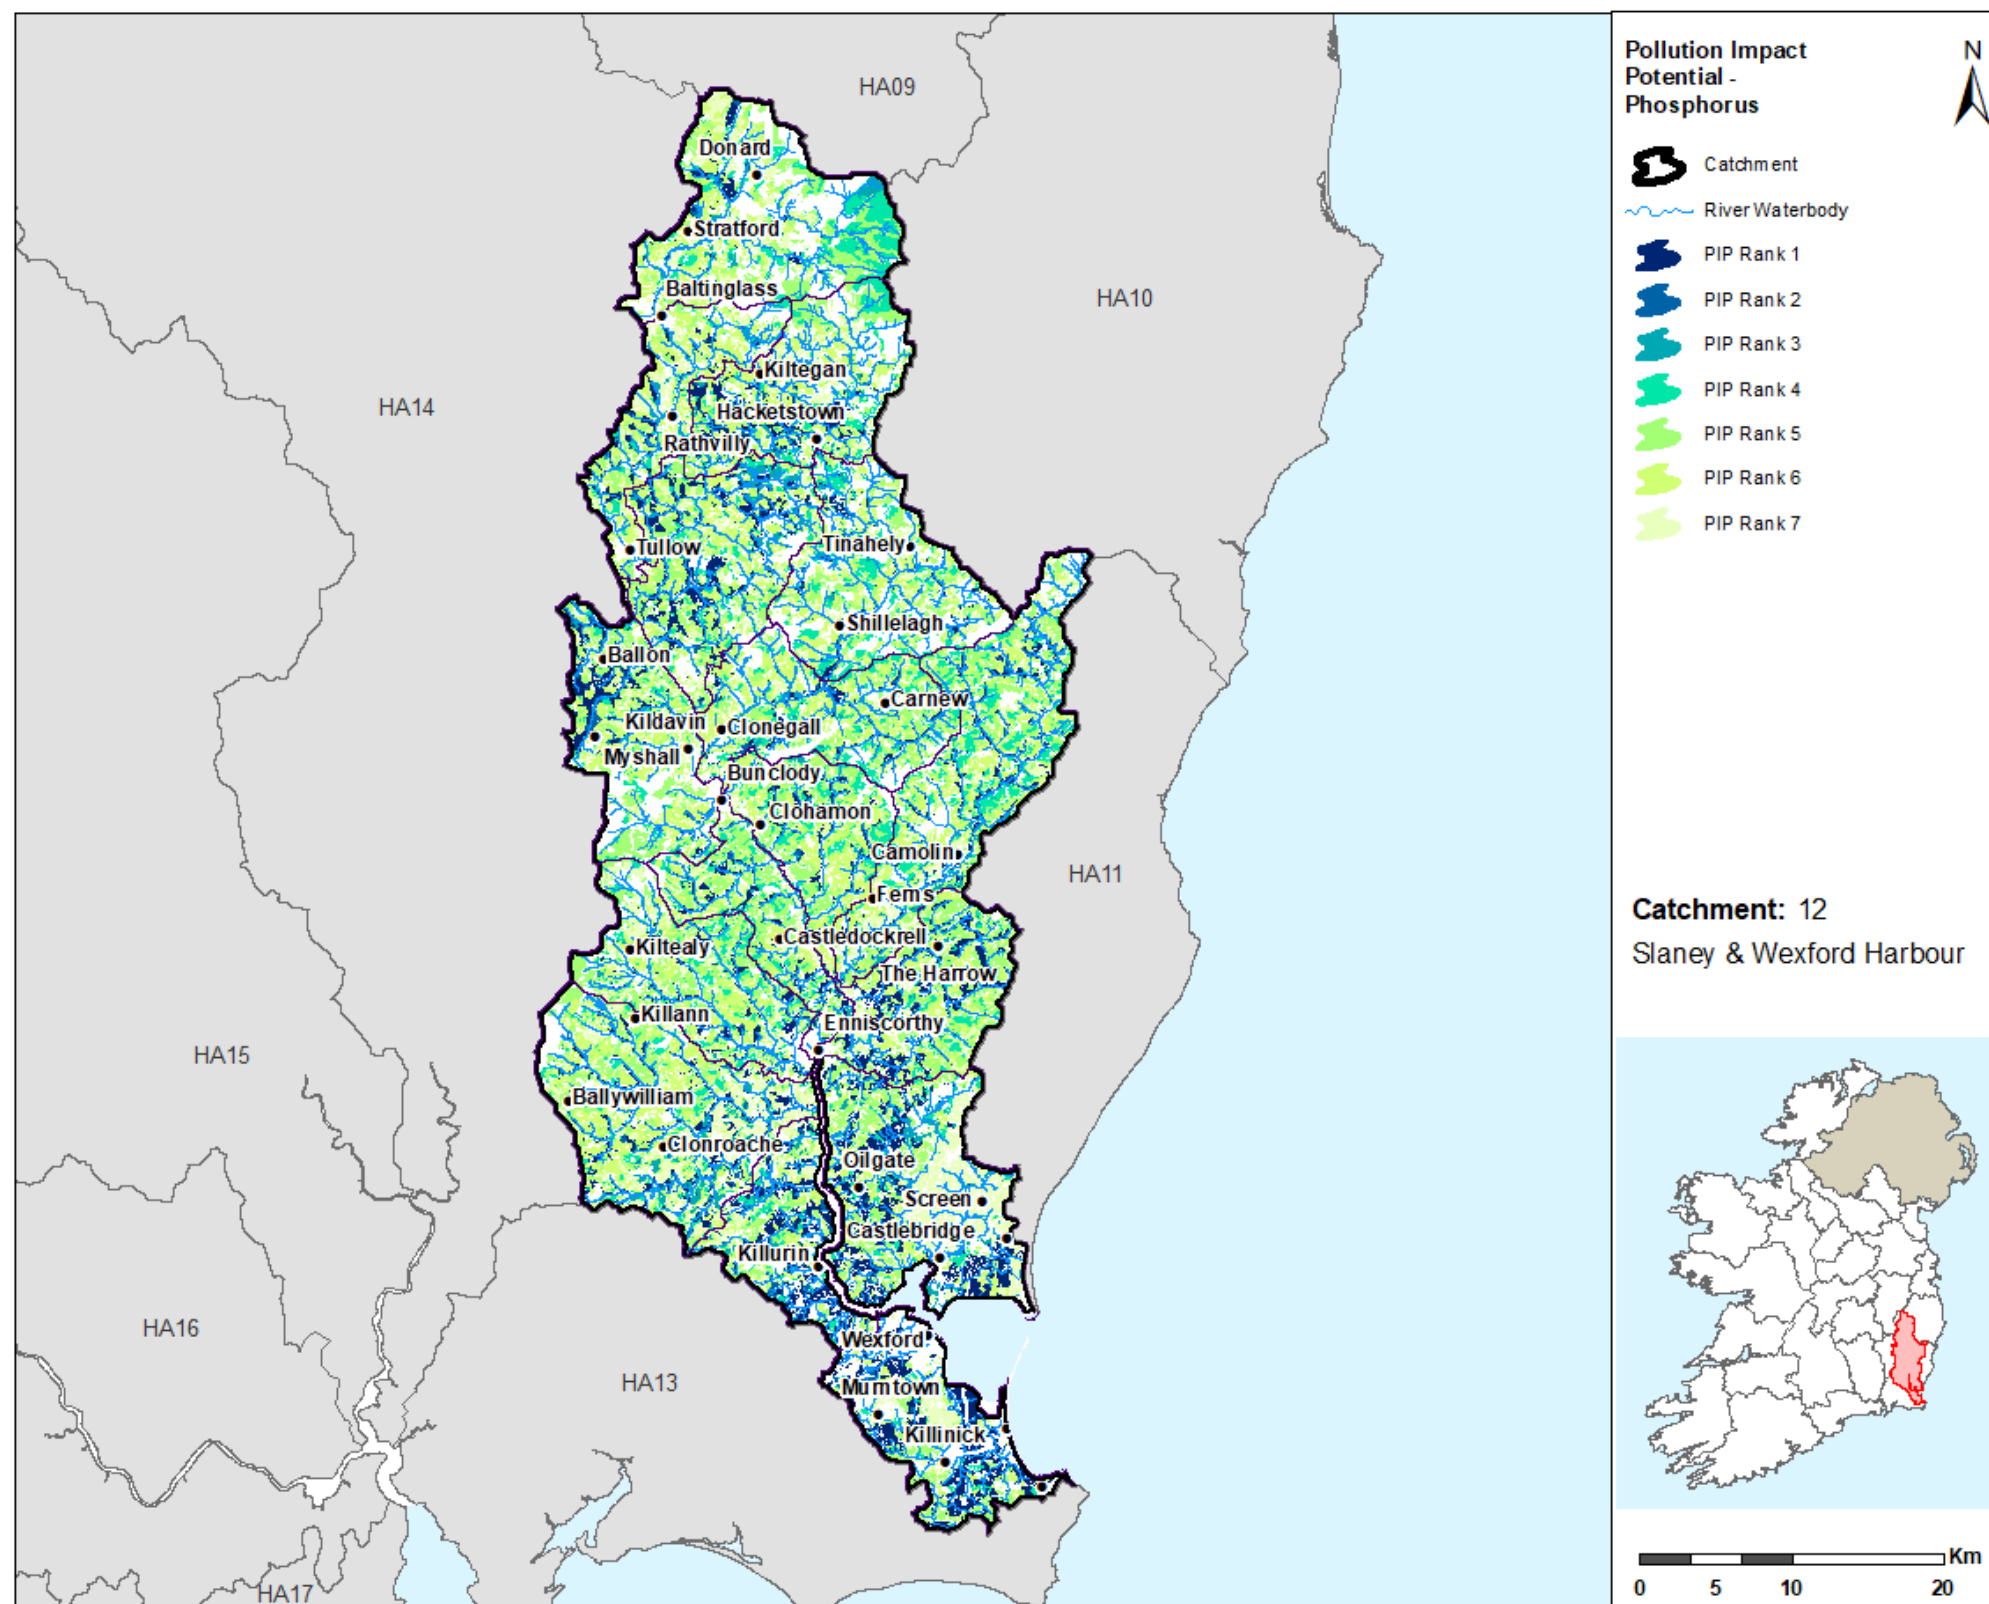 HA09
HA10
HA14
HA11
HA15
HA16
HA13
HA17
Donard
Stratford
Baltinglass
Kiltegan
Hacketstown
Rathvilly
Tullow
Tinahely
Shillelagh
Ballon
Carnew
Kildavin
Clonegall
Myshall
Bunclody
Clohamon
Camolin
Ferns
Castledockrell
Kiltealy
The Harrow
Killann
Enniscorthy
Ballywilliam
Clonroache
Oilgate
Screen
Castlebridge
Killurin
Wexford
Murntown
Killinick
Pollution Impact
Potential -
Phosphorus
N
Catchment
River Waterbody
PIP Rank 1
PIP Rank 2
PIP Rank 3
PIP Rank 4
PIP Rank 5
PIP Rank 6
PIP Rank 7
Catchment: 12
Slaney & Wexford Harbour
Km
0 5 10 20